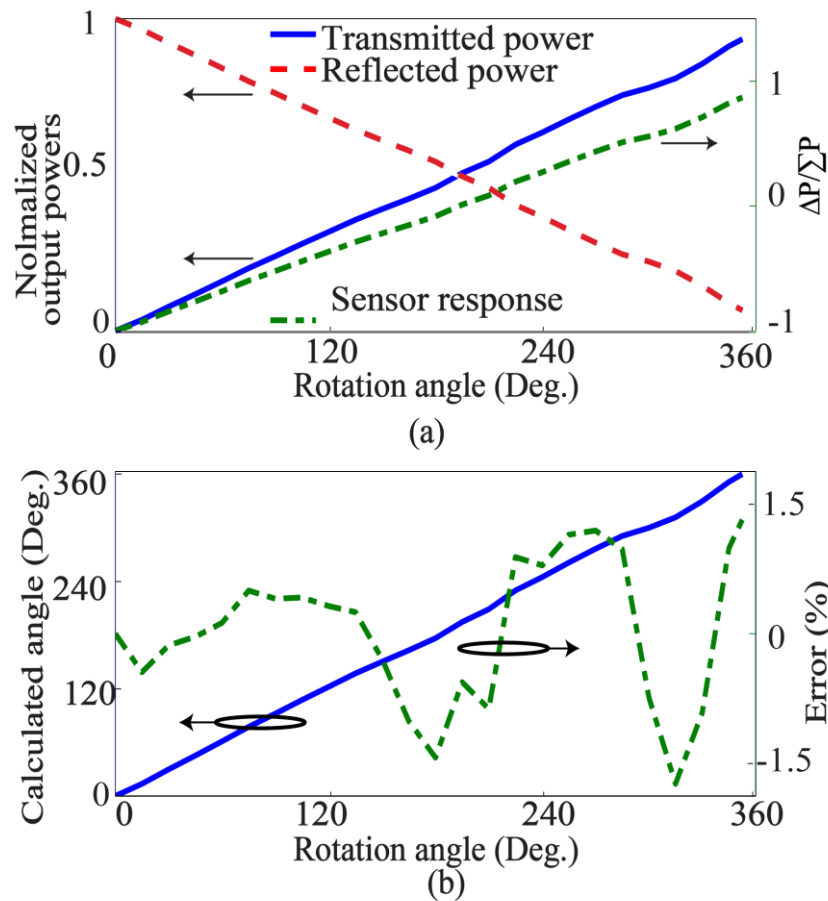 1
Transmitted power
Reflected power
1
Nolmalized
output powers
0.5
0
ΔP/∑P
Sensor response
0
-1
0
120
240
360
Rotation angle (Deg.)
(a)
Calculated angle (Deg.)
360
240
120
0
1.5
0
-1.5
Error (%)
0
120
240
360
Rotation angle (Deg.)
(b)